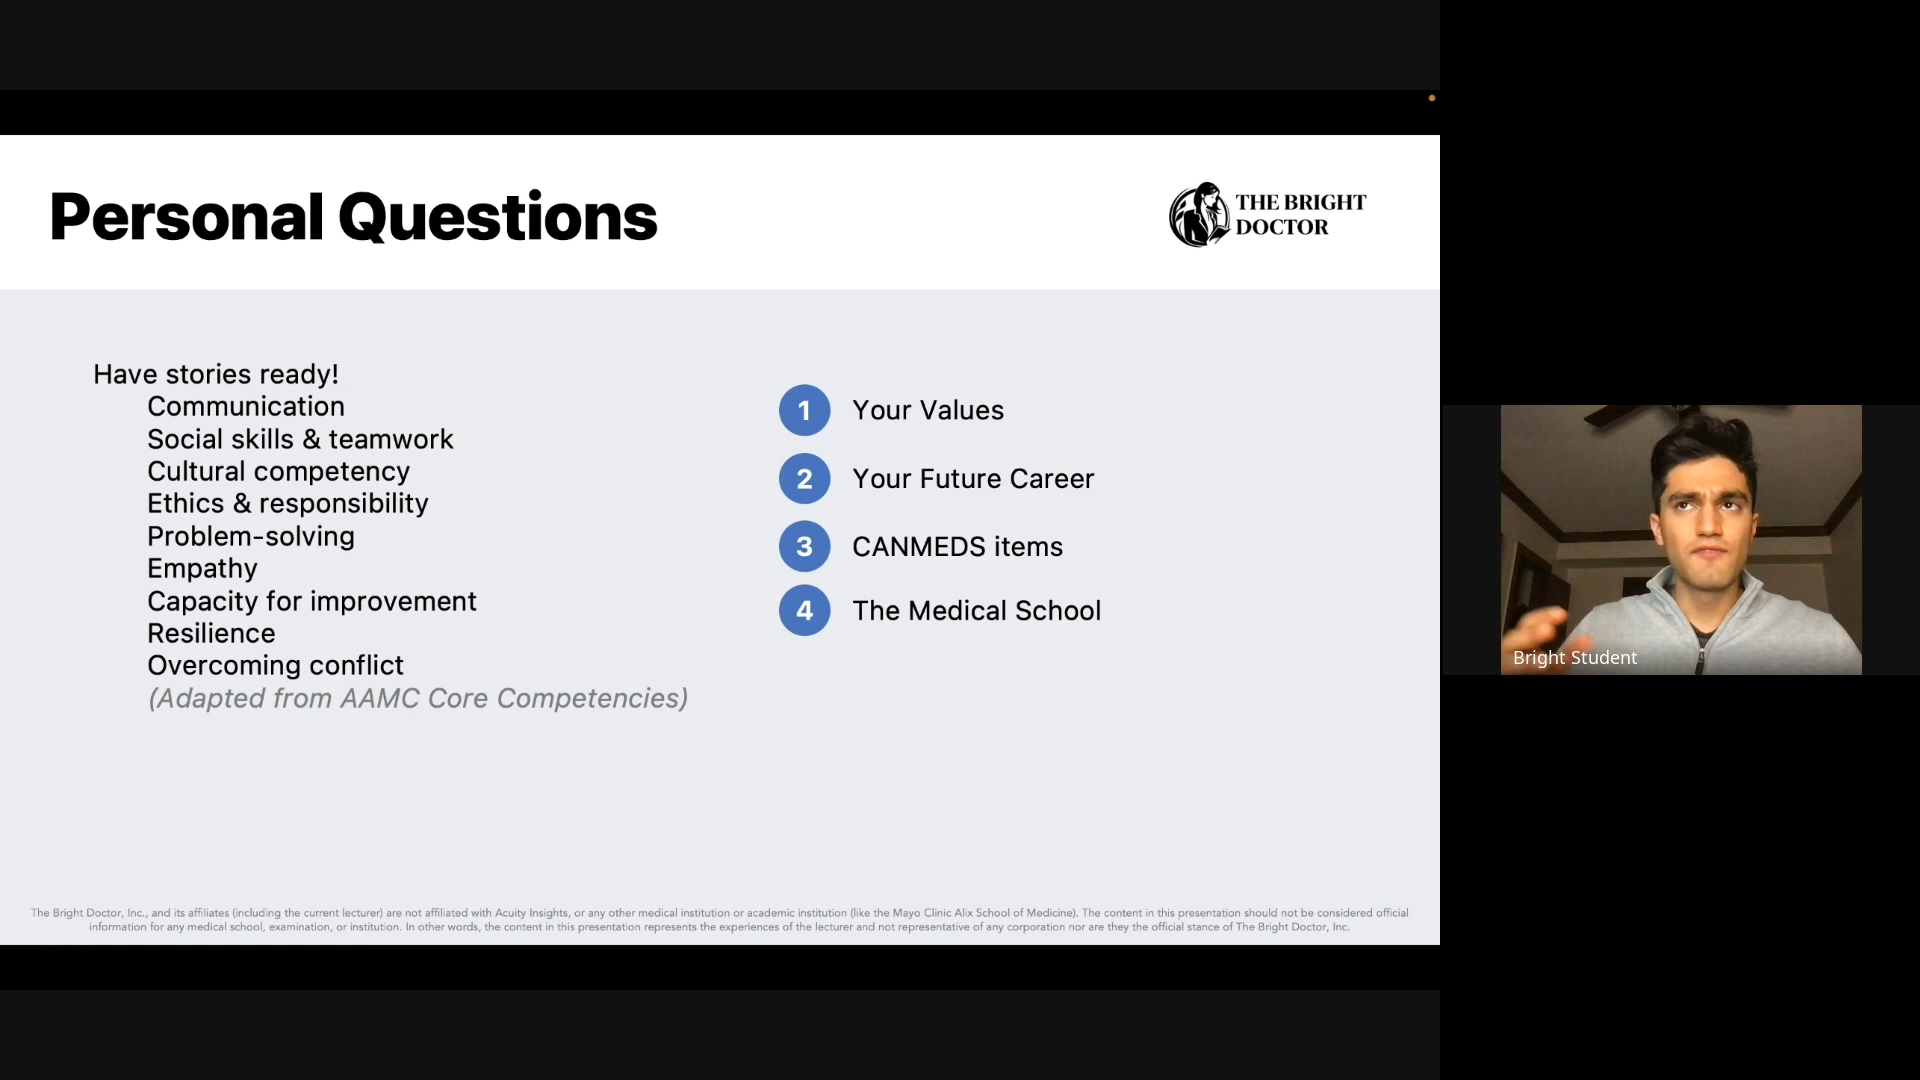 Personal Questions
THE BRIGHT
DOCTOR
Have stories ready!
Communication
Social skills & teamwork
Cultural competency
Ethics & responsibility
Problem-solving
Empathy
Capacity for improvement
Resilience
Overcoming conflict
(Adapted from AAMC Core Competencies)
1 Your Values
2 Your Future Career
3 CANMEDS items
4 The Medical School
Bright Student
The Bright Doctor, Inc., and its affiliates (including the current lecturer) are not affiliated with Acuity Insights, or any other medical institution or academic institution (like the Mayo Clinic Alix School of Medicine). The content in this presentation should not be considered official
information for any medical school, examination, or institution. In other words, the content in this presentation represents the experiences of the lecturer and not representative of any corporation nor are they the official stance of The Bright Doctor, Inc.